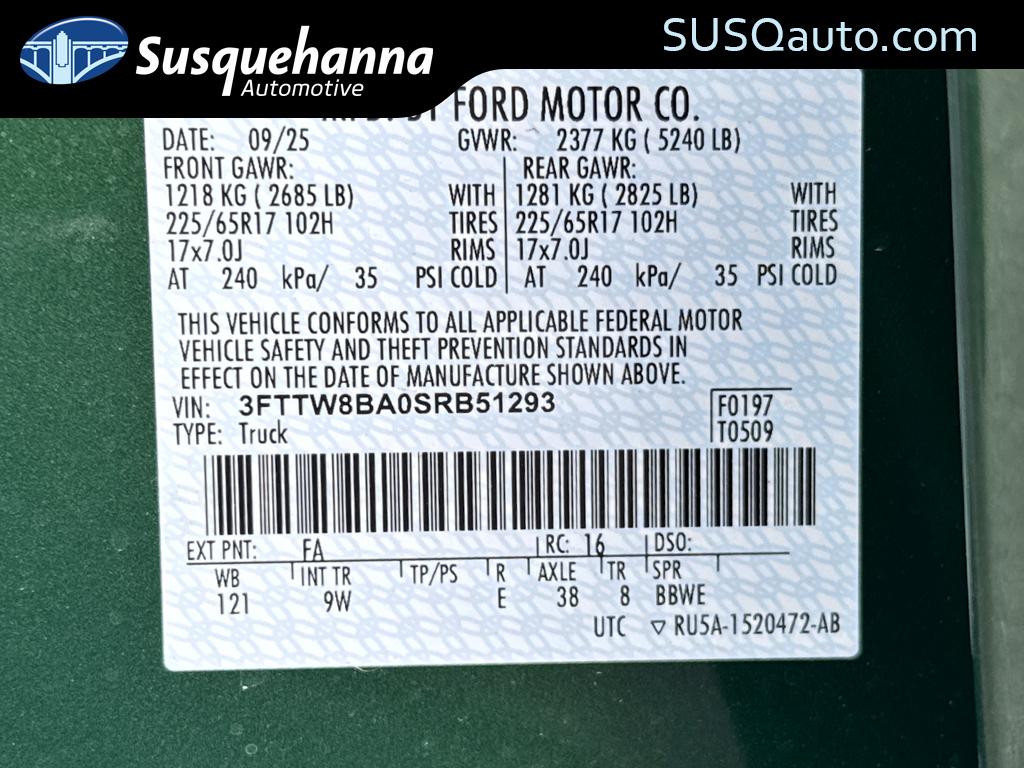 Susquehanna
Automotive
SUSQauto.com
FORD MOTOR CO.
DATE: 09/25 GVWR: 2377 KG ( 5240 LB)
FRONT GAWR: REAR GAWR:
1218 KG ( 2685 LB) WITH 1281 KG ( 2825 LB) WITH
225/65R17 102H TIRES 225/65R17 102H TIRES
17x7.0J RIMS 17x7.0J RIMS
AT 240 kPa/ 35 PSI COLD AT 240 kPa/ 35 PSI COLD
THIS VEHICLE CONFORMS TO ALL APPLICABLE FEDERAL MOTOR
VEHICLE SAFETY AND THEFT PREVENTION STANDARDS IN
EFFECT ON THE DATE OF MANUFACTURE SHOWN ABOVE.
VIN: 3FTTW8BA0SRB51293 F0197
TYPE: Truck T0509
EXT PNT: FA RC: 16 DSO:
WB INT TR TP/PS R AXLE TR SPR
121 9W E 38 8 BBWE
UTC ▽ RU5A-1520472-AB